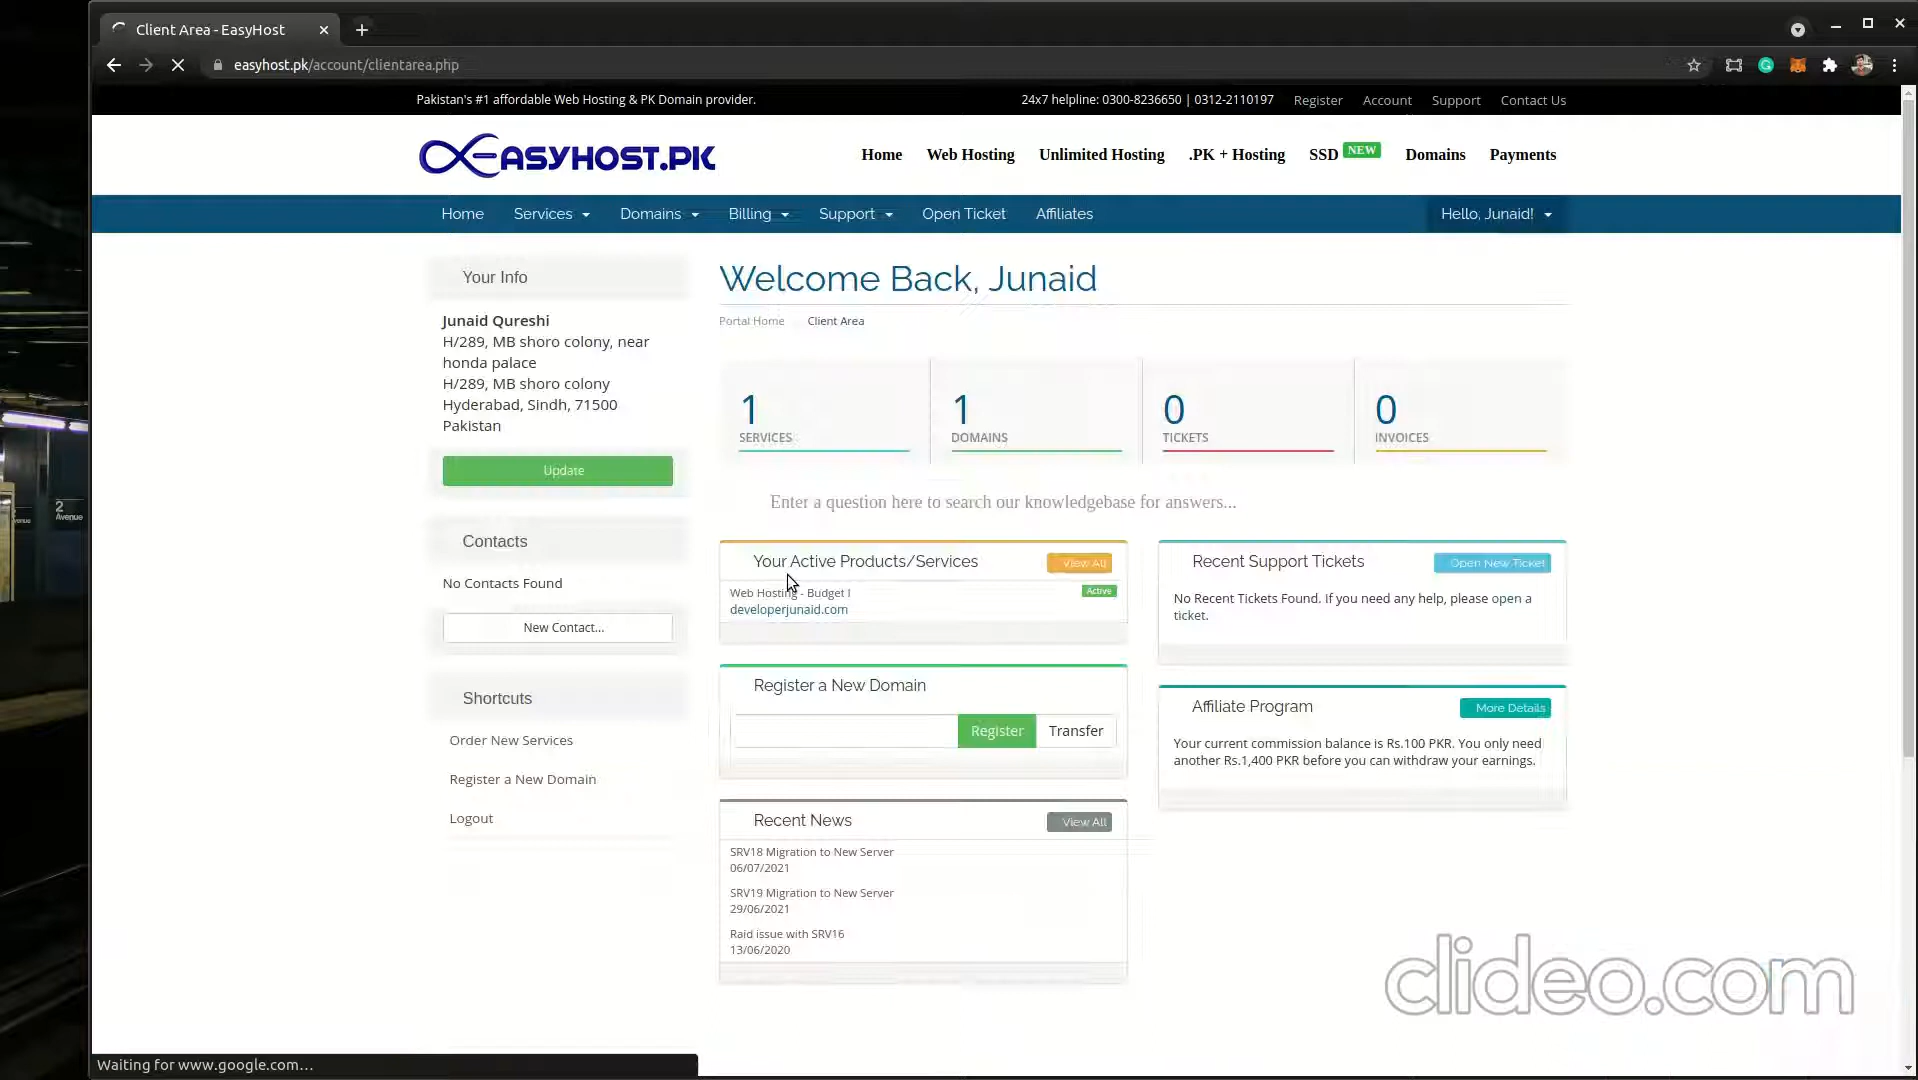 Client Area - EasyHost
easyhost.pk/account/clientarea.php
Pakistan's #1 affordable Web Hosting & PK Domain provider.
24x7 helpline: 0300-8236650 | 0312-2110197 Register Account Support Contact Us
EASYHOST.PK
Home Web Hosting Unlimited Hosting .PK + Hosting SSD NEW Domains Payments
Home Services Domains Billing Support Open Ticket Affiliates Hello, Junaid!
Your Info
Junaid Qureshi
H/289, MB shoro colony, near
honda palace
H/289, MB shoro colony
Hyderabad, Sindh, 71500
Pakistan
Update
Contacts
No Contacts Found
New Contact...
Shortcuts
Order New Services
Register a New Domain
Logout
Welcome Back, Junaid
Portal Home Client Area
1 1 0 0
SERVICES DOMAINS TICKETS INVOICES
Enter a question here to search our knowledgebase for answers...
Your Active Products/Services View All
Web Hosting - Budget I Active
developerjunaid.com
Register a New Domain
Register Transfer
Recent News View All
SRV18 Migration to New Server
06/07/2021
SRV19 Migration to New Server
29/06/2021
Raid issue with SRV16
13/06/2020
Recent Support Tickets Open New Ticket
No Recent Tickets Found. If you need any help, please open a
ticket.
Affiliate Program More Details
Your current commission balance is Rs.100 PKR. You only need
another Rs.1,400 PKR before you can withdraw your earnings.
2
Avenue
clideo.com
Waiting for www.google.com...